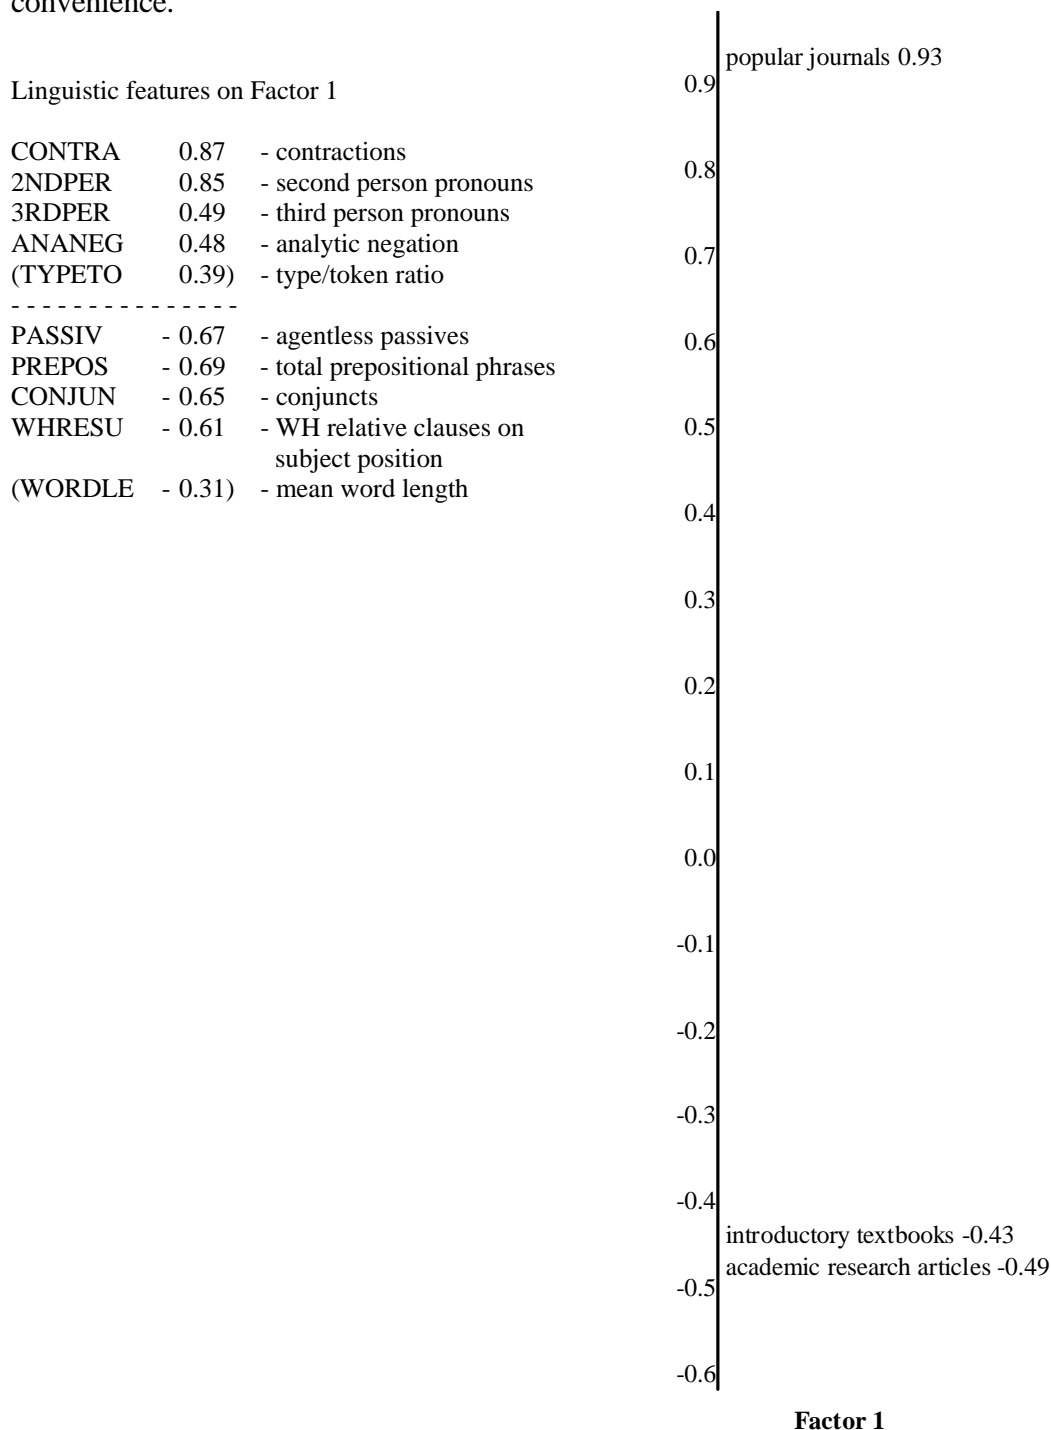 convenience.
Linguistic features on Factor 1
CONTRA 0.87 - contractions
2NDPER 0.85 - second person pronouns
3RDPER 0.49 - third person pronouns
ANANEG 0.48 - analytic negation
(TYPETO 0.39) - type/token ratio
- - - - - - - - - - - - - - -
PASSIV - 0.67 - agentless passives
PREPOS - 0.69 - total prepositional phrases
CONJUN - 0.65 - conjuncts
WHRESU - 0.61 - WH relative clauses on
subject position
(WORDLE - 0.31) - mean word length
popular journals 0.93
0.9
0.8
0.7
0.6
0.5
0.4
0.3
0.2
0.1
0.0
-0.1
-0.2
-0.3
-0.4
introductory textbooks -0.43
academic research articles -0.49
-0.5
-0.6
Factor 1